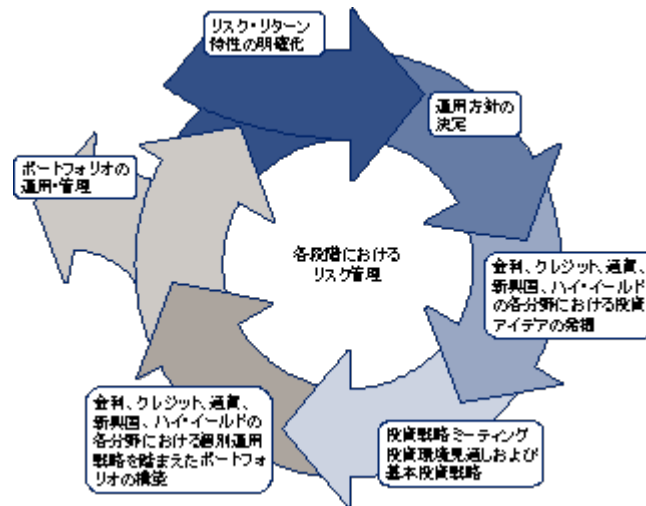 リスク・リターン
特性の明確化
運用方針の
決定
金利、クレジット、通貨、
新興国、ハイ・イールド
の各分野における投資
アイデアの発掘
投資戦略ミーティング
投資環境見通しおよび
基本投資戦略
金利、クレジット、通貨、
新興国、ハイ・イールドの
各分野における個別運用
戦略を踏まえたポートフォ
リオの構築
ポートフォリオの
運用・管理
各段階における
リスク管理